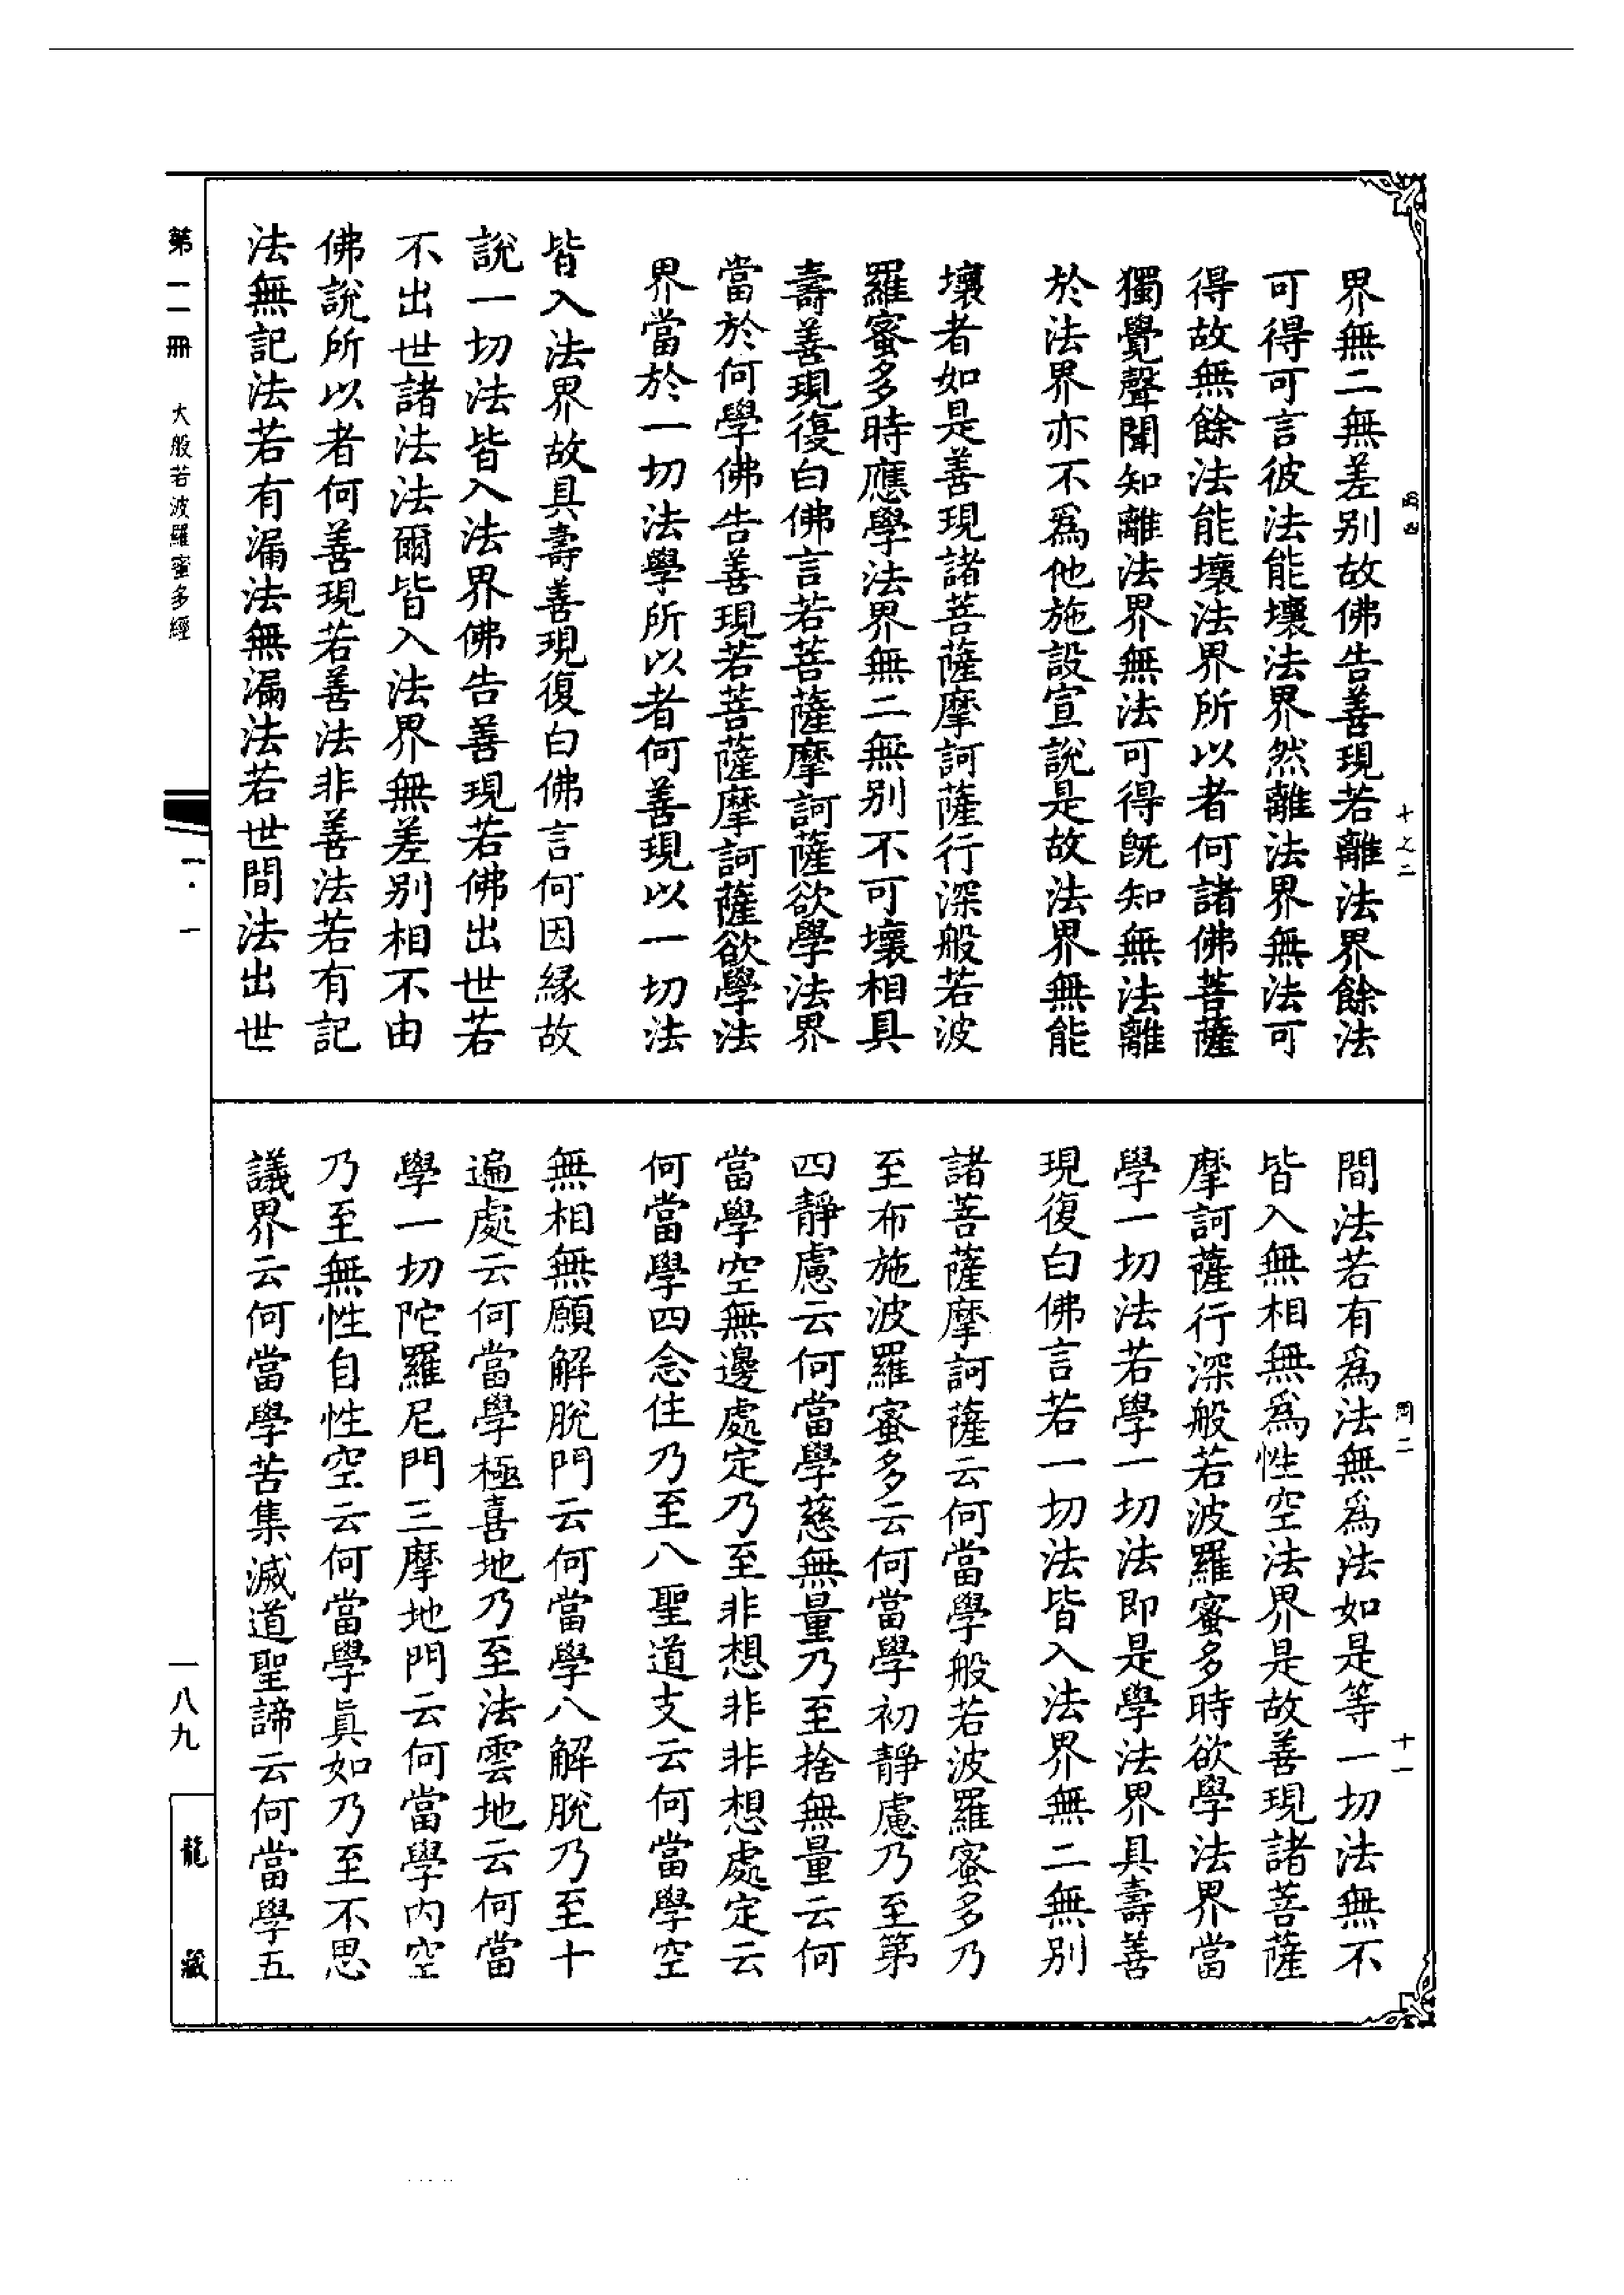 界無二無差别故佛告善現若離法界餘法
可得可言彼法能壞法界然離法界無法可
得故無餘法能壞法界所以者何諸佛菩薩
獨覺聲聞知離法界無法可得旣知無法離
於法界亦不爲他施設宣說是故法界無能
壞者如是善現諸菩薩摩訶薩行深般若波
羅蜜多時應學法界無二無别不可壞相具
壽善現復白佛言若菩薩摩訶薩欲學法界
當於何學佛告善現若菩薩摩訶薩欲學法
界當於一切法學所以者何善現以一切法
皆入法界故具壽善現復白佛言何因緣故
說一切法皆入法界佛告善現若佛出世若
不出世諸法法爾皆入法界無差别相不由
佛說所以者何善現若善法非善法若有記
法無記法若有漏法無漏法若世間法出世
十之二
間法若有爲法無爲法如是等一切法無不
皆入無相無爲性空法界是故善現諸菩薩
摩訶薩行深般若波羅蜜多時欲學法界當
學一切法若學一切法即是學法界具壽善
現復白佛言若一切法皆入法界無二無别
諸菩薩摩訶薩云何當學般若波羅蜜多乃
至布施波羅蜜多云何當學初靜慮乃至第
四靜慮云何當學慈無量乃至捨無量云何
當學空無邊處定乃至非想非非想處定云
何當學四念住乃至八聖道支云何當學空
無相無願解脫門云何當學八解脫乃至十
遍處云何當學極喜地乃至法雲地云何當
學一切陀羅尼門三摩地門云何當學内空
乃至無性自性空云何當學眞如乃至不思
議界云何當學苦集滅道聖諦云何當學五
十一
第一一冊　大般若波羅蜜多經
一·一
一八九
龍藏